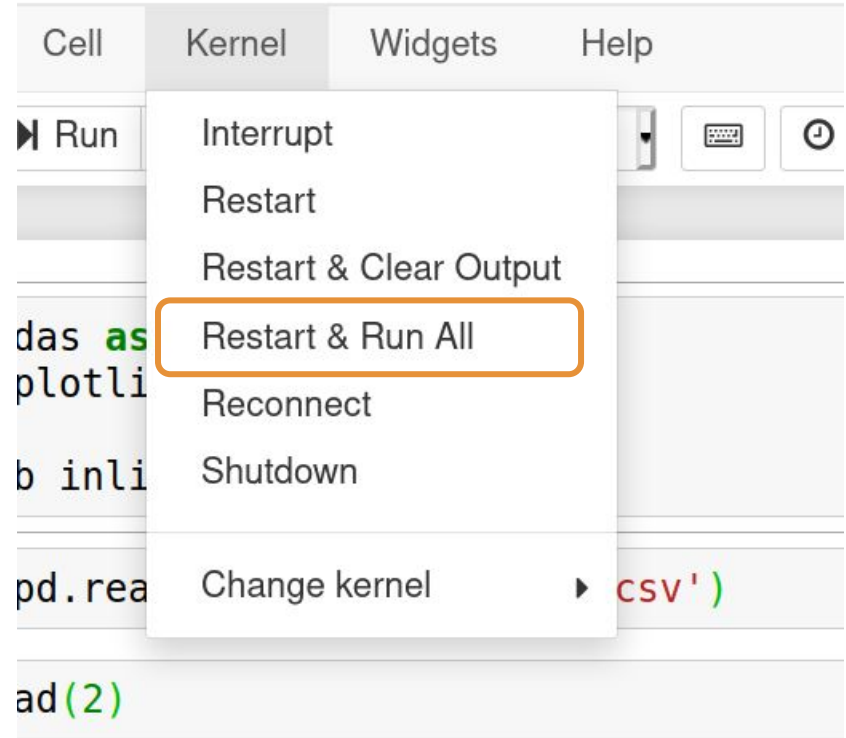 Cell Kernel Widgets Help
Run
Interrupt
Restart
Restart & Clear Output
das as
Restart & Run All
plotli
Reconnect
b inli
Shutdown
pd.rea
Change kernel
csv')
ad(2)